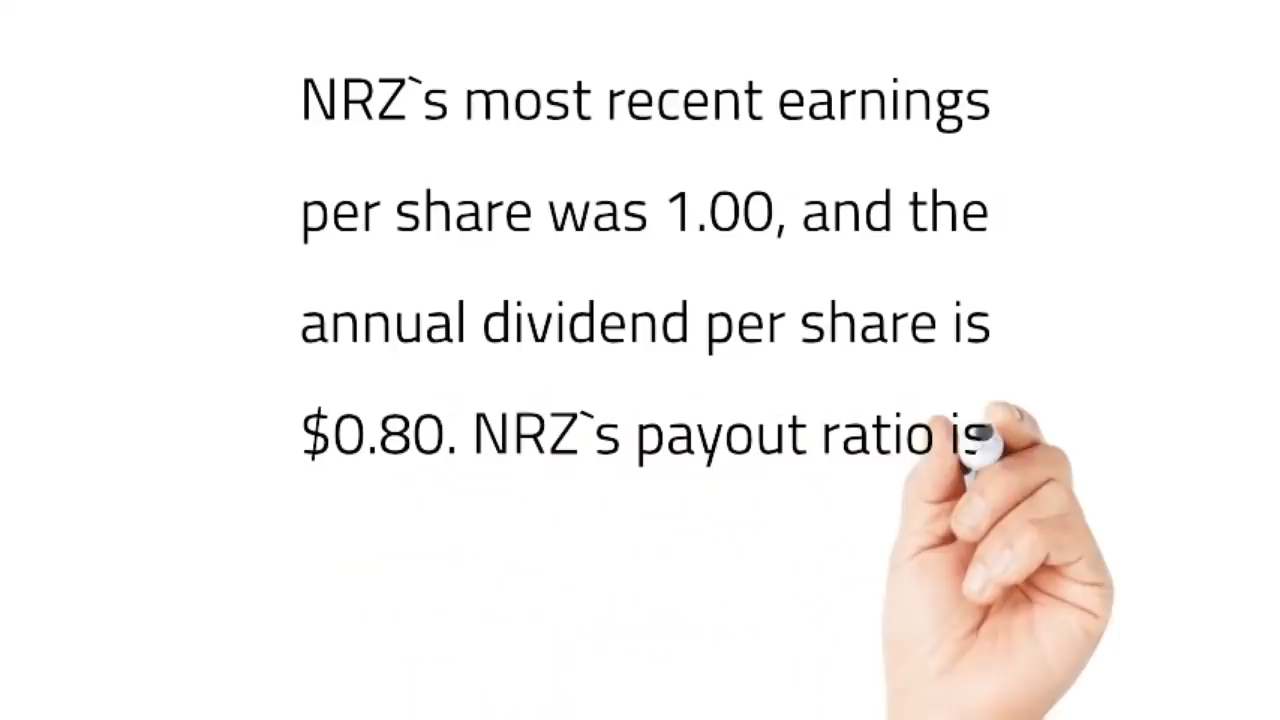 NRZ`s most recent earnings
per share was 1.00, and the
annual dividend per share is
$0.80. NRZ`s payout ratio is